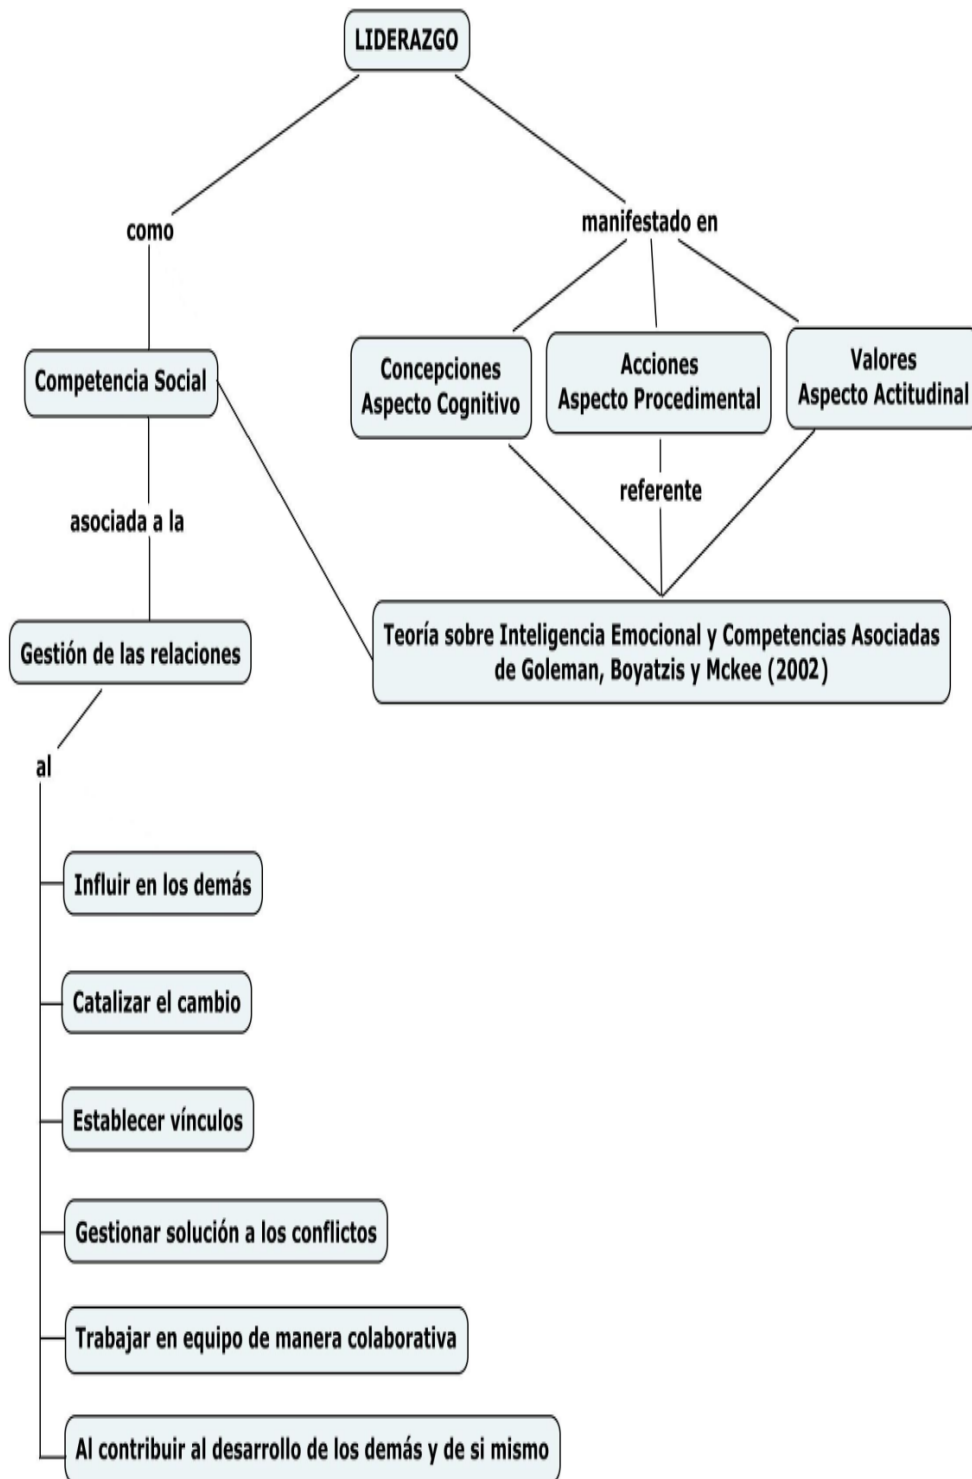 LIDERAZGO
como
manifestado en
Competencia Social
Concepciones
Aspecto Cognitivo
Acciones
Aspecto Procedimental
Valores
Aspecto Actitudinal
asociada a la
referente
Gestión de las relaciones
Teoría sobre Inteligencia Emocional y Competencias Asociadas
de Goleman, Boyatzis y Mckee (2002)
al
Influir en los demás
Catalizar el cambio
Establecer vínculos
Gestionar solución a los conflictos
Trabajar en equipo de manera colaborativa
Al contribuir al desarrollo de los demás y de si mismo